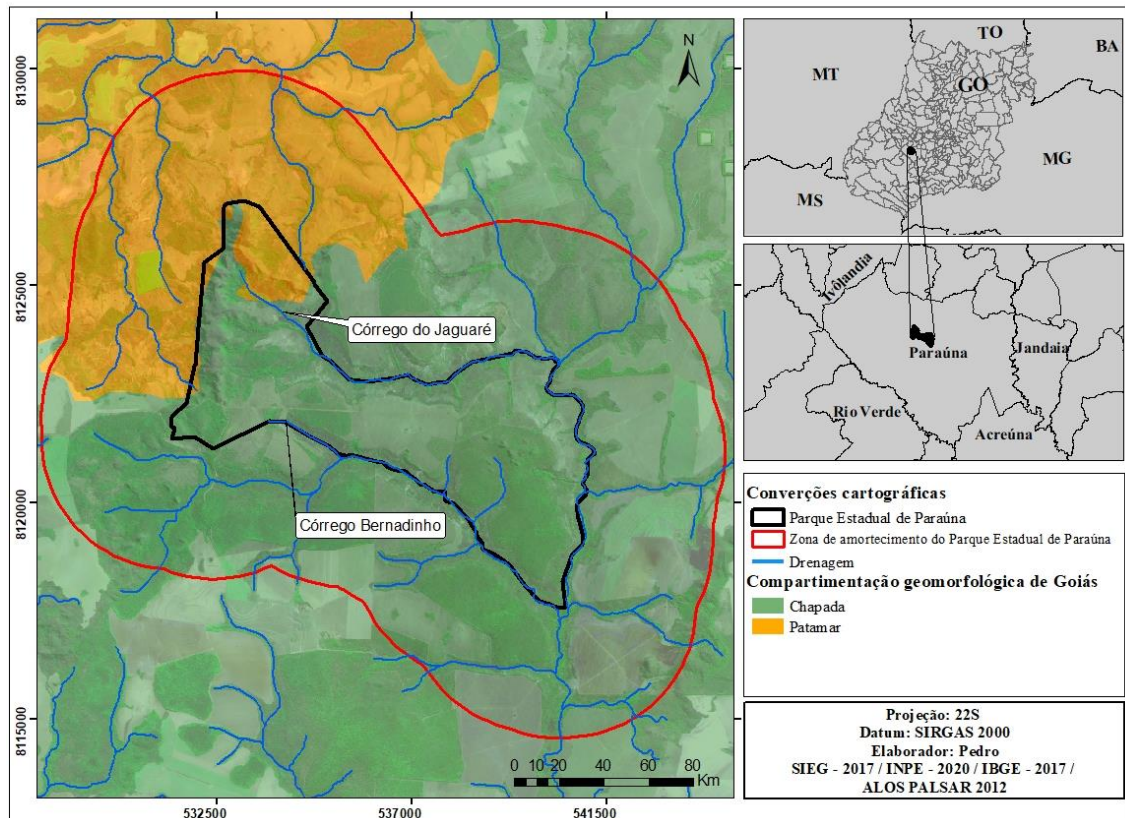 8130000
8125000
8120000
8115000
532500
537000
541500
N
Córrego do Jaguaré
Córrego Bernadinho
0 10 20 40 60 80
Km
TO
BA
MT
GO
MG
MS
Ivôlandia
Paraúna
Jandaia
Rio Verde
Acreúna
Converções cartográficas
Parque Estadual de Paraúna
Zona de amortecimento do Parque Estadual de Paraúna
Drenagem
Compartimentação geomorfológica de Goiás
Chapada
Patamar
Projeção: 22S
Datum: SIRGAS 2000
Elaborador: Pedro
SIEG - 2017 / INPE - 2020 / IBGE - 2017 /
ALOS PALSAR 2012